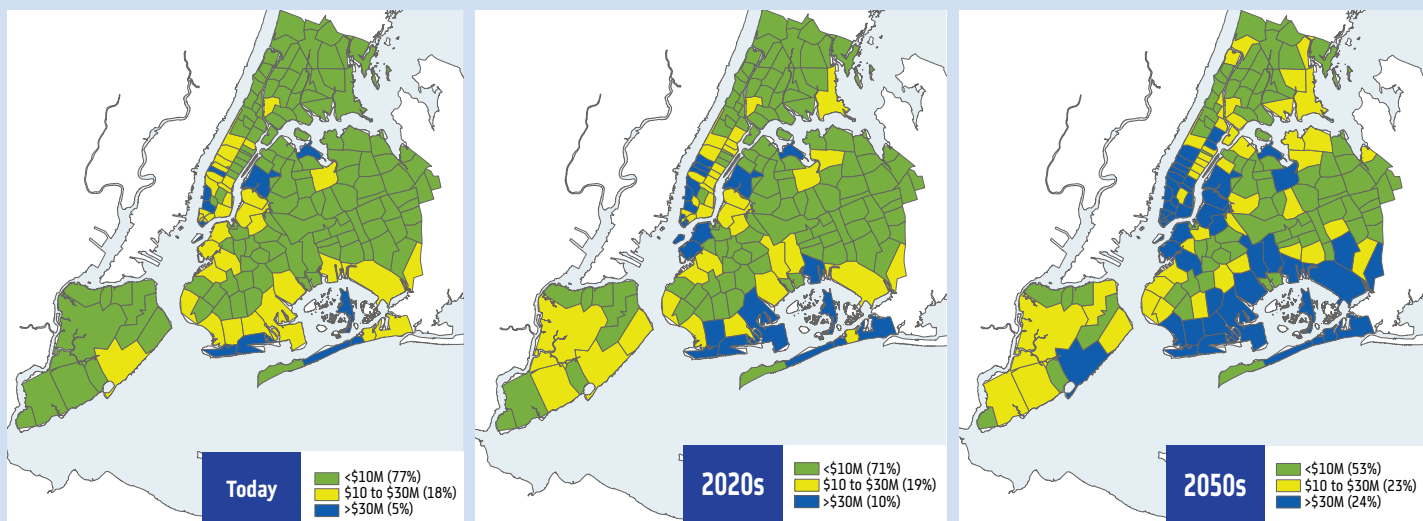 Today
<$10M (77%)
$10 to $30M (18%)
>$30M (5%)
2020s
<$10M (71%)
$10 to $30M (19%)
>$30M (10%)
2050s
<$10M (53%)
$10 to $30M (23%)
>$30M (24%)